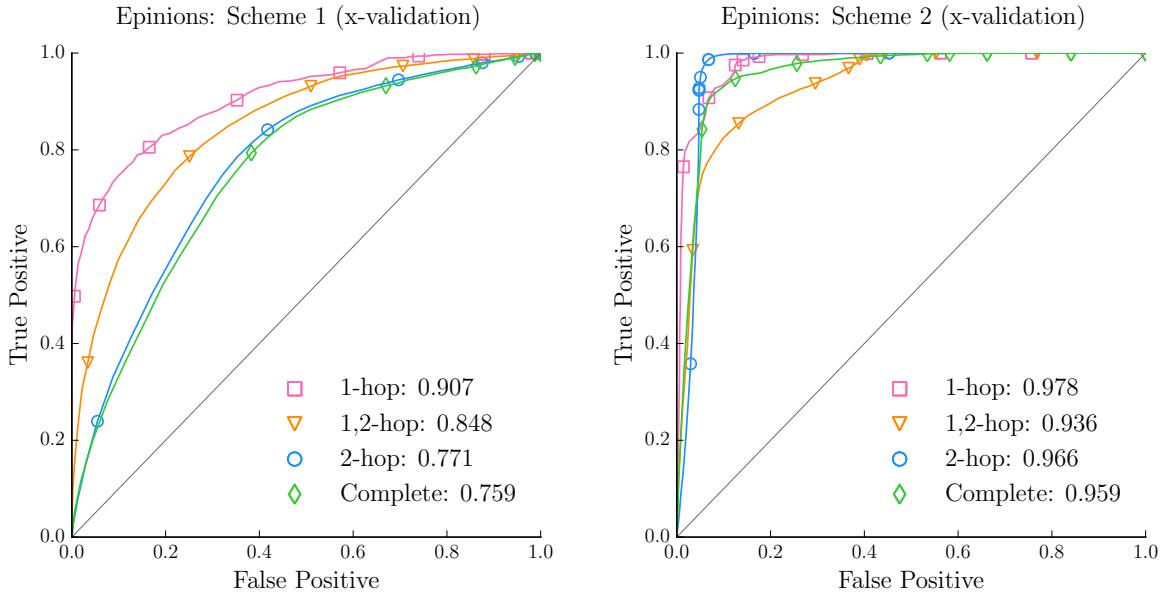 Epinions: Scheme 1 (x-validation)
1.0
0.8
0.6
0.4
0.2
0.0
True Positive
1-hop: 0.907
1,2-hop: 0.848
2-hop: 0.771
Complete: 0.759
0.0 0.2 0.4 0.6 0.8 1.0
False Positive
Epinions: Scheme 2 (x-validation)
1.0
0.8
0.6
0.4
0.2
0.0
True Positive
1-hop: 0.978
1,2-hop: 0.936
2-hop: 0.966
Complete: 0.959
0.0 0.2 0.4 0.6 0.8 1.0
False Positive